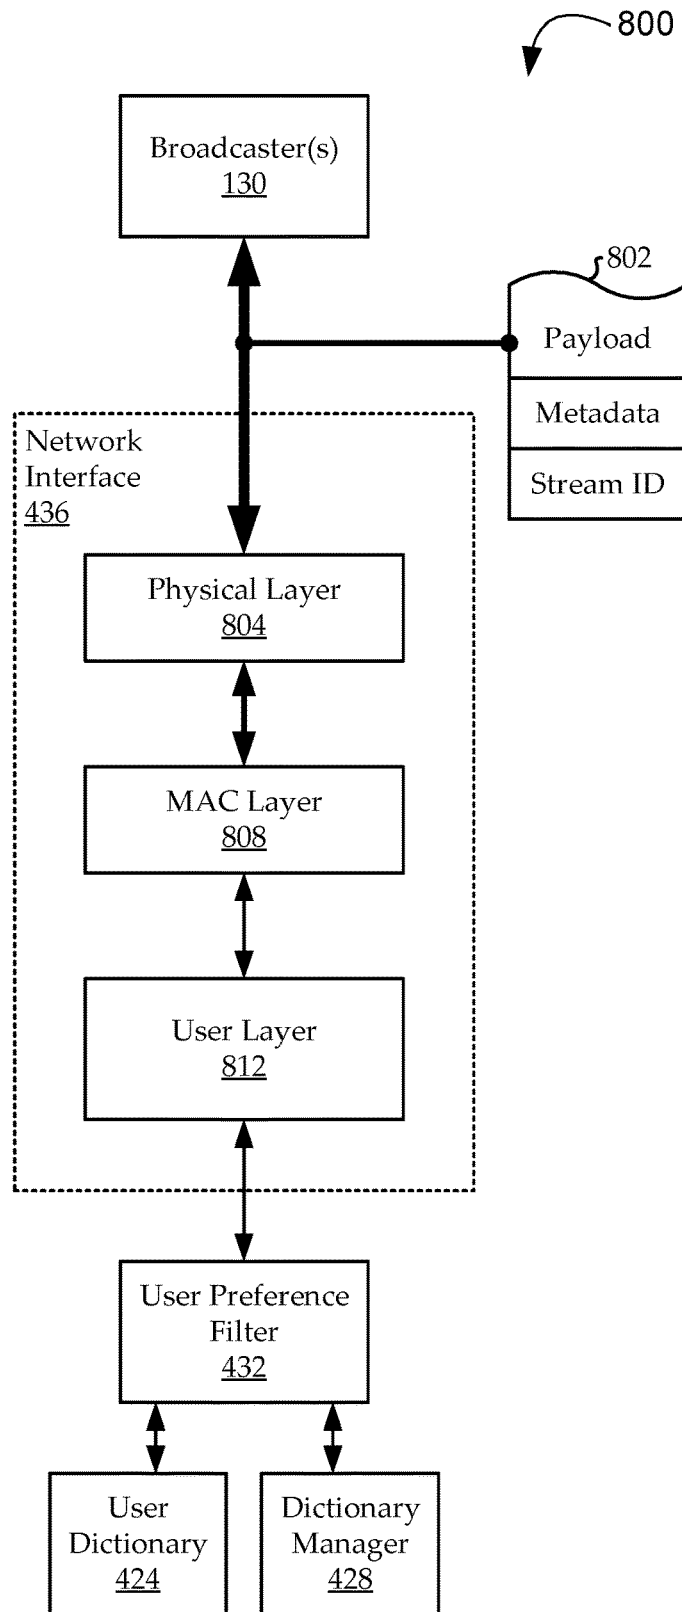 800
Broadcaster(s)
130
802
Payload
Metadata
Stream ID
Network
Interface
436
Physical Layer
804
MAC Layer
808
User Layer
812
User Preference
Filter
432
User
Dictionary
424
Dictionary
Manager
428